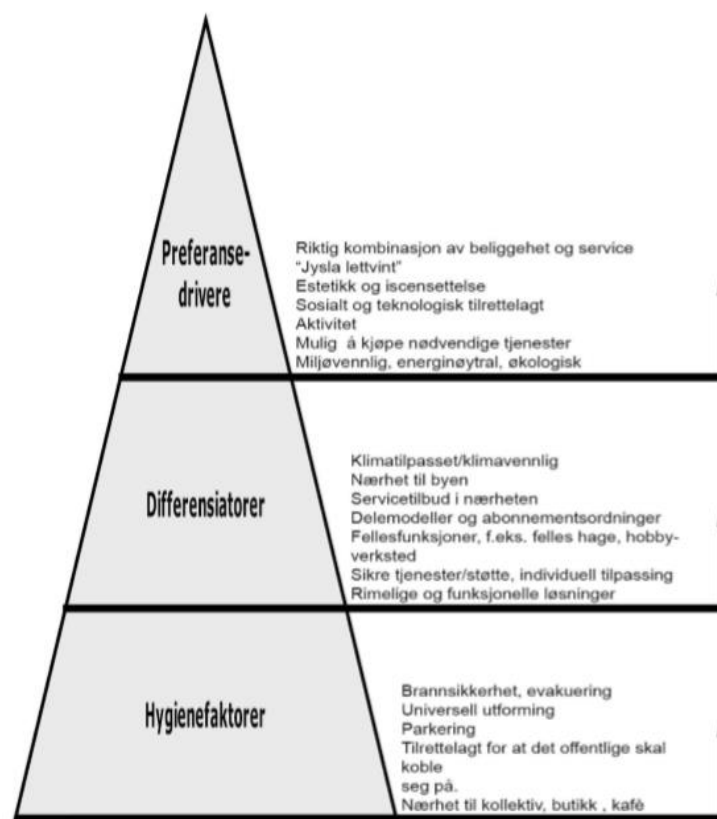 Preferanse-
drivere
Riktig kombinasjon av beliggehet og service
"Jysla lettvint"
Estetikk og iscensettelse
Sosialt og teknologisk tilrettelagt
Aktivitet
Mulig å kjøpe nødvendige tjenester
Miljøvennlig, energinøytral, økologisk
Differensiatorer
Klimatilpasset/klimavennlig
Nærhet til byen
Servicetilbud i nærheten
Delemodeller og abonnementsordninger
Fellesfunksjoner, f.eks. felles hage, hobby-
verksted
Sikre tjenester/støtte, individuell tilpassing
Rimelige og funksjonelle løsninger
Hygienefaktorer
Brannsikkerhet, evakuering
Universell utforming
Parkering
Tilrettelagt for at det offentlige skal
koble
seg på.
Nærhet til kollektiv, butikk , kafè